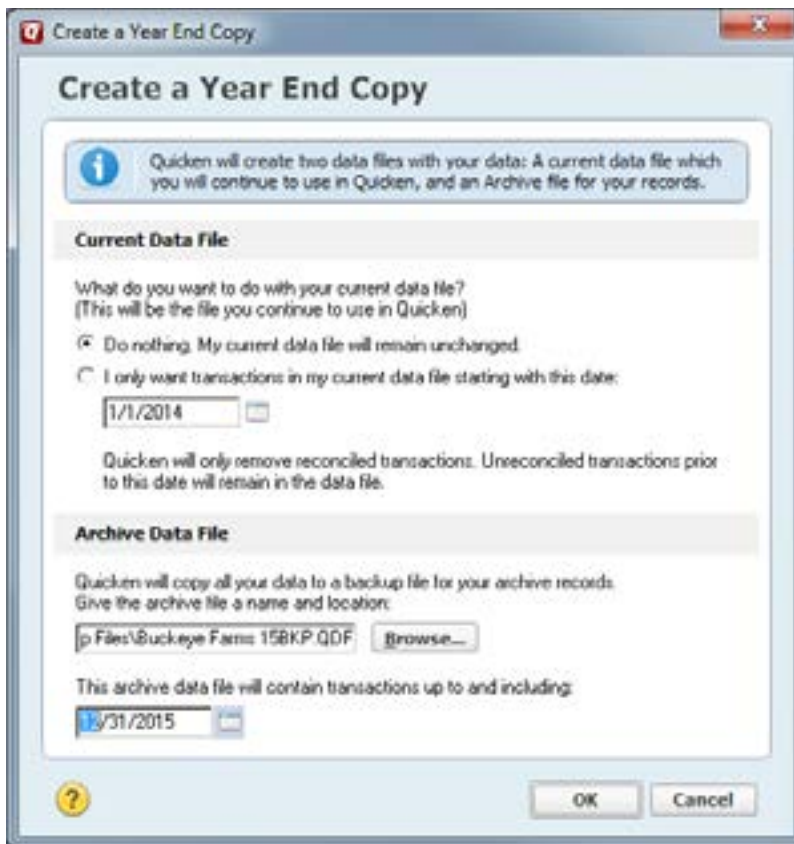 Create a Year End Copy
Create a Year End Copy
Quicken will create two data files with your data: A current data file which
you will continue to use in Quicken, and an Archive file for your records.
Current Data File
What do you want to do with your current data file?
(This will be the file you continue to use in Quicken)
Do nothing. My current data file will remain unchanged.
I only want transactions in my current data file starting with this date:
1/1/2014
Quicken will only remove reconciled transactions. Unreconciled transactions prior
to this date will remain in the data file.
Archive Data File
Quicken will copy all your data to a backup file for your archive records.
Give the archive file a name and location:
p Files\Buckeye Farms 15BKP.QDF Browse...
This archive data file will contain transactions up to and including:
12/31/2015
? OK Cancel